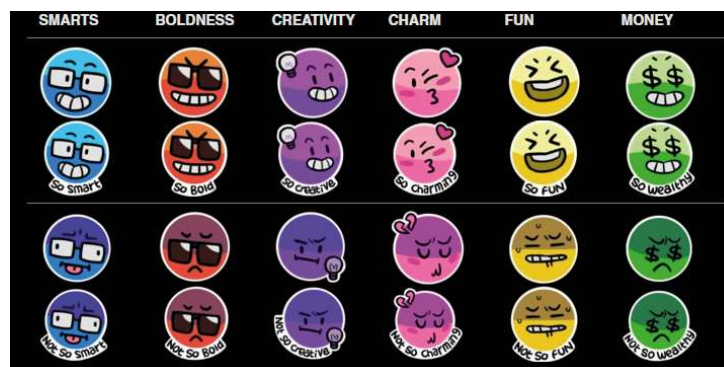 SMARTS BOLDNESS CREATIVITY CHARM FUN MONEY
So Smart So Bold So creative So charming So FUN So wealthy
Not So Smart Not So Bold Not So creative Not So charming Not So FUN Not So wealthy